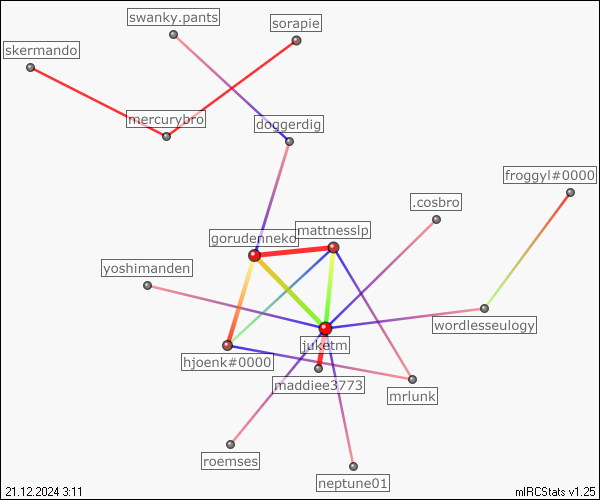 swanky.pants
sorapie
skermando
mercurybro
doggerdig
froggyl#0000
.cosbro
mattnesslp
gorudenneko
yoshimanden
wordlesseulogy
juketm
hjoenk#0000
maddiee3773
mrlunk
roemses
neptune01
21.12.2024 3:11
mIRCStats v1.25